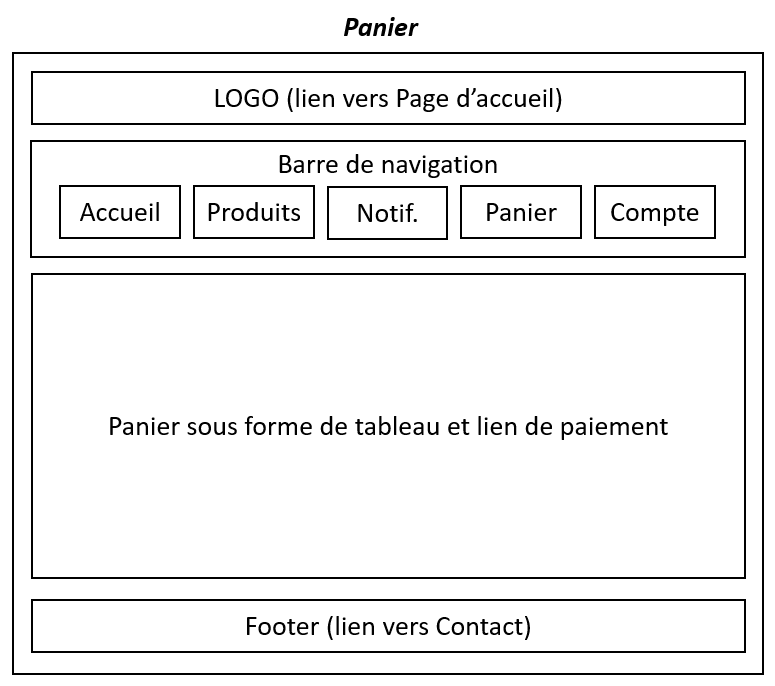 Panier
LOGO (lien vers Page d’accueil)
Barre de navigation
Accueil
Produits
Notif.
Panier
Compte
Panier sous forme de tableau et lien de paiement
Footer (lien vers Contact)